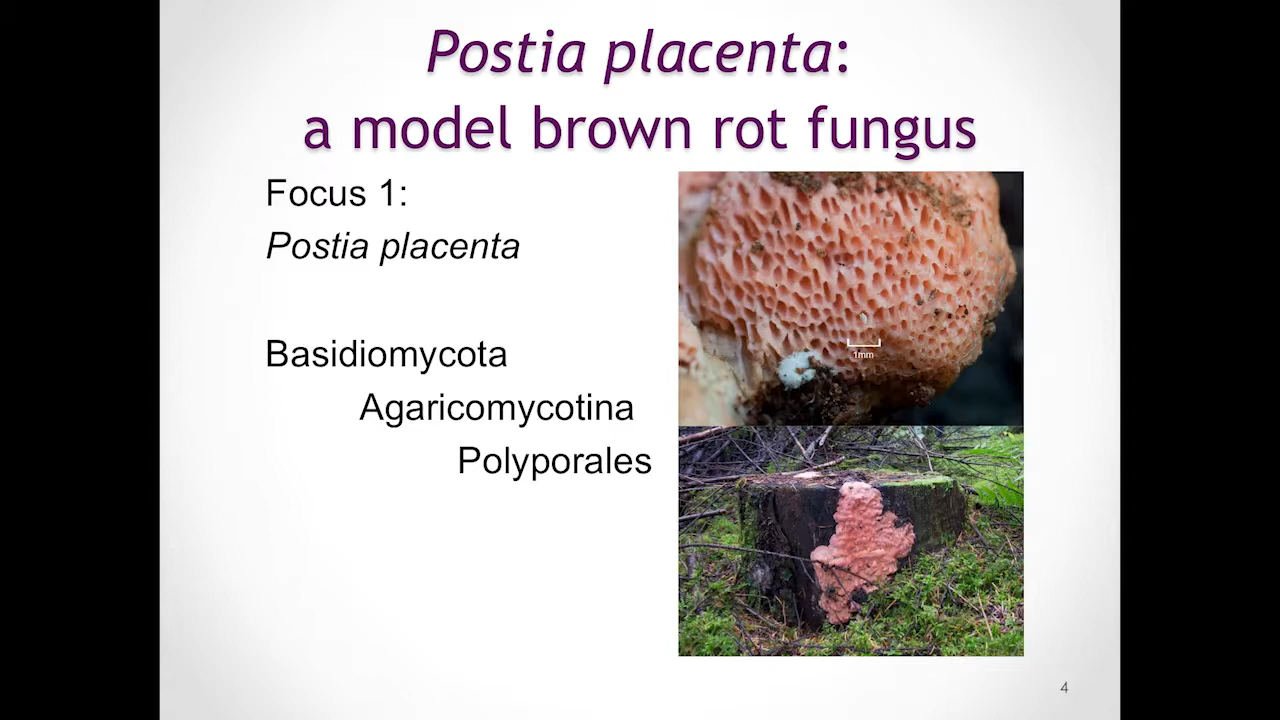 Postia placenta:
a model brown rot fungus
Focus 1:
Postia placenta
Basidiomycota
Agaricomycotina
Polyporales
1mm
4